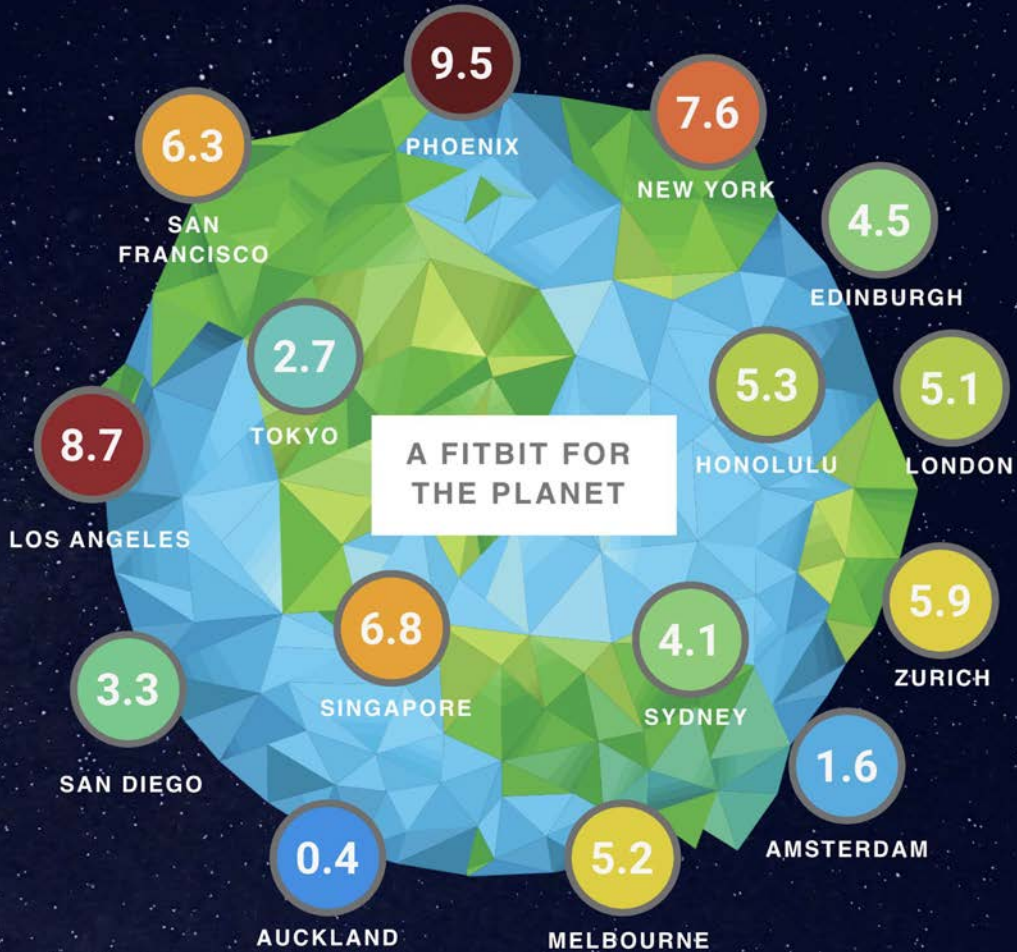 9.5
PHOENIX
7.6
NEW YORK
6.3
SAN
FRANCISCO
4.5
EDINBURGH
2.7
TOKYO
5.3
HONOLULU
5.1
LONDON
8.7
LOS ANGELES
A FITBIT FOR
THE PLANET
6.8
SINGAPORE
4.1
SYDNEY
5.9
ZURICH
3.3
SAN DIEGO
1.6
AMSTERDAM
0.4
AUCKLAND
5.2
MELBOURNE